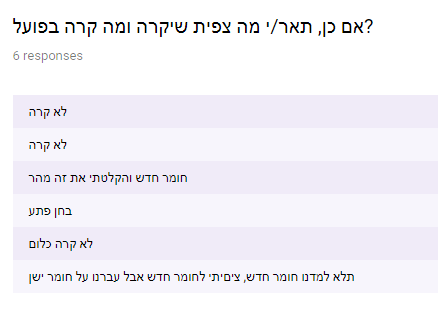 אם כן, תאר/י מה צפית שיקרה ומה קרה בפועל?
6 responses
לא קרה
לא קרה
חומר חדש והקלטתי את זה מהר
בחן פתע
לא קרה כלום
תלא למדנו חומר חדש, ציםיתי לחומר חדש אבל עברנו על חומר ישן